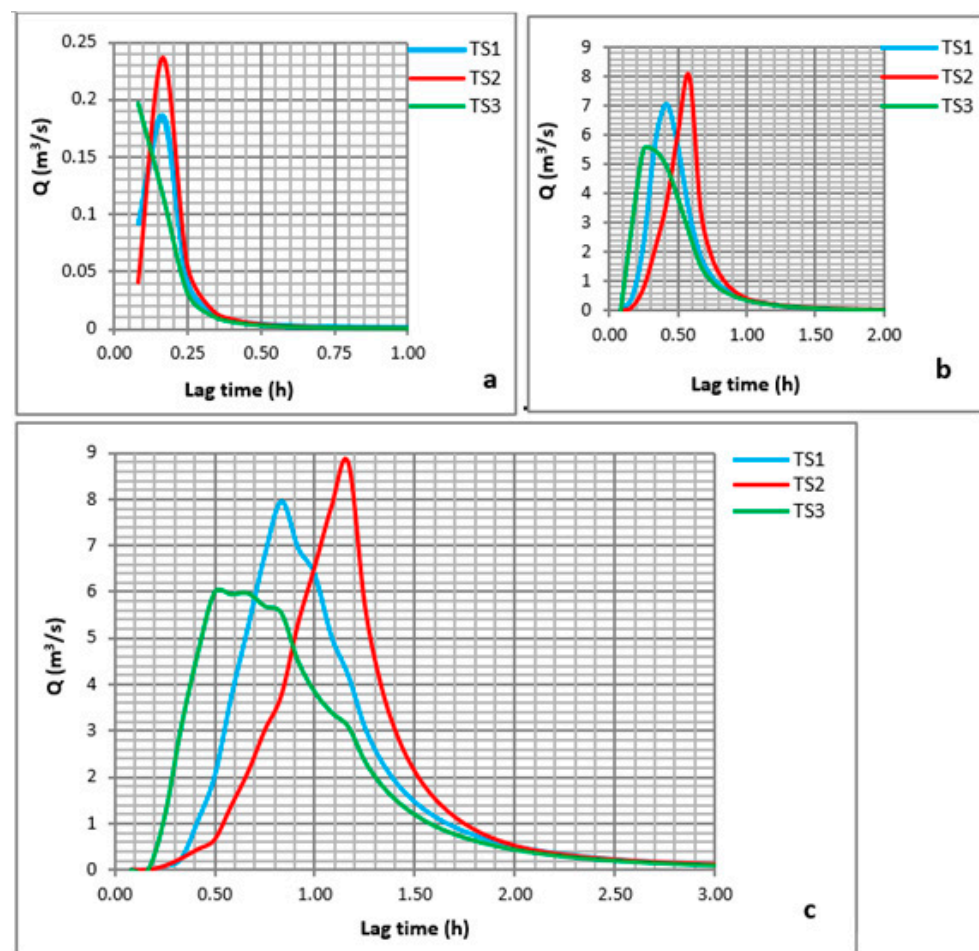 0.25
0.2
0.15
0.1
0.05
0
Q (m³/s)
0.00 0.25 0.50 0.75 1.00
Lag time (h)
TS1
TS2
TS3
a
9
8
7
6
5
4
3
2
1
0
Q (m³/s)
0.00 0.50 1.00 1.50 2.00
Lag time (h)
TS1
TS2
TS3
b
9
8
7
6
5
4
3
2
1
0
Q (m³/s)
0.00 0.50 1.00 1.50 2.00 2.50 3.00
Lag time (h)
TS1
TS2
TS3
c